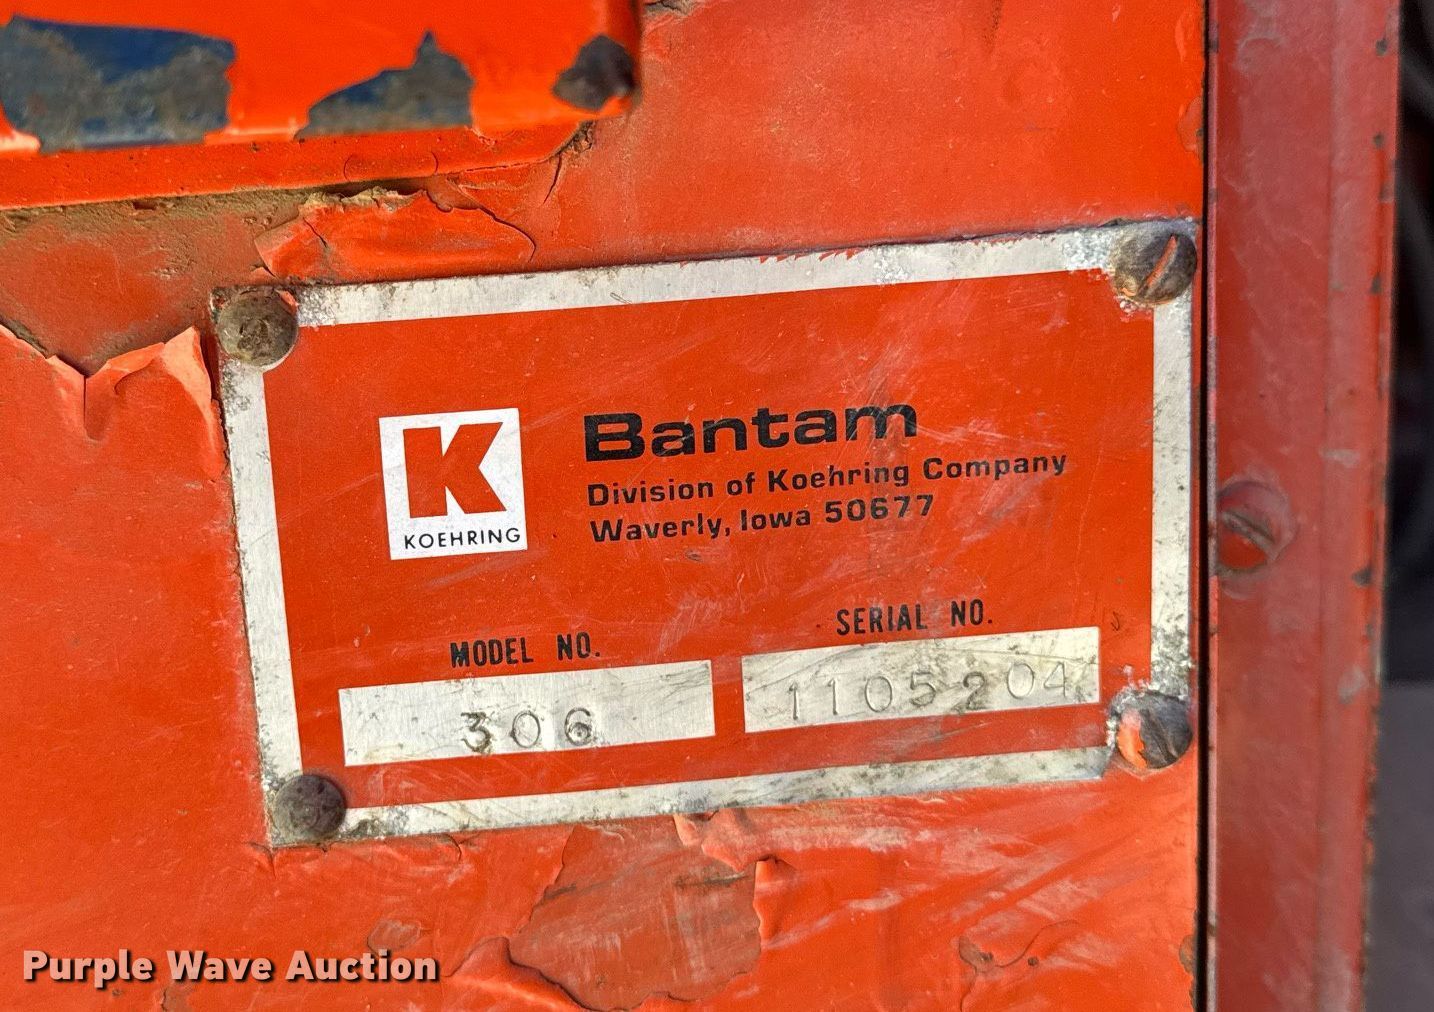 K
KOEHRING
Bantam
Division of Koehring Company
Waverly, Iowa 50677
MODEL NO.
306
SERIAL NO.
1105204
Purple Wave Auction